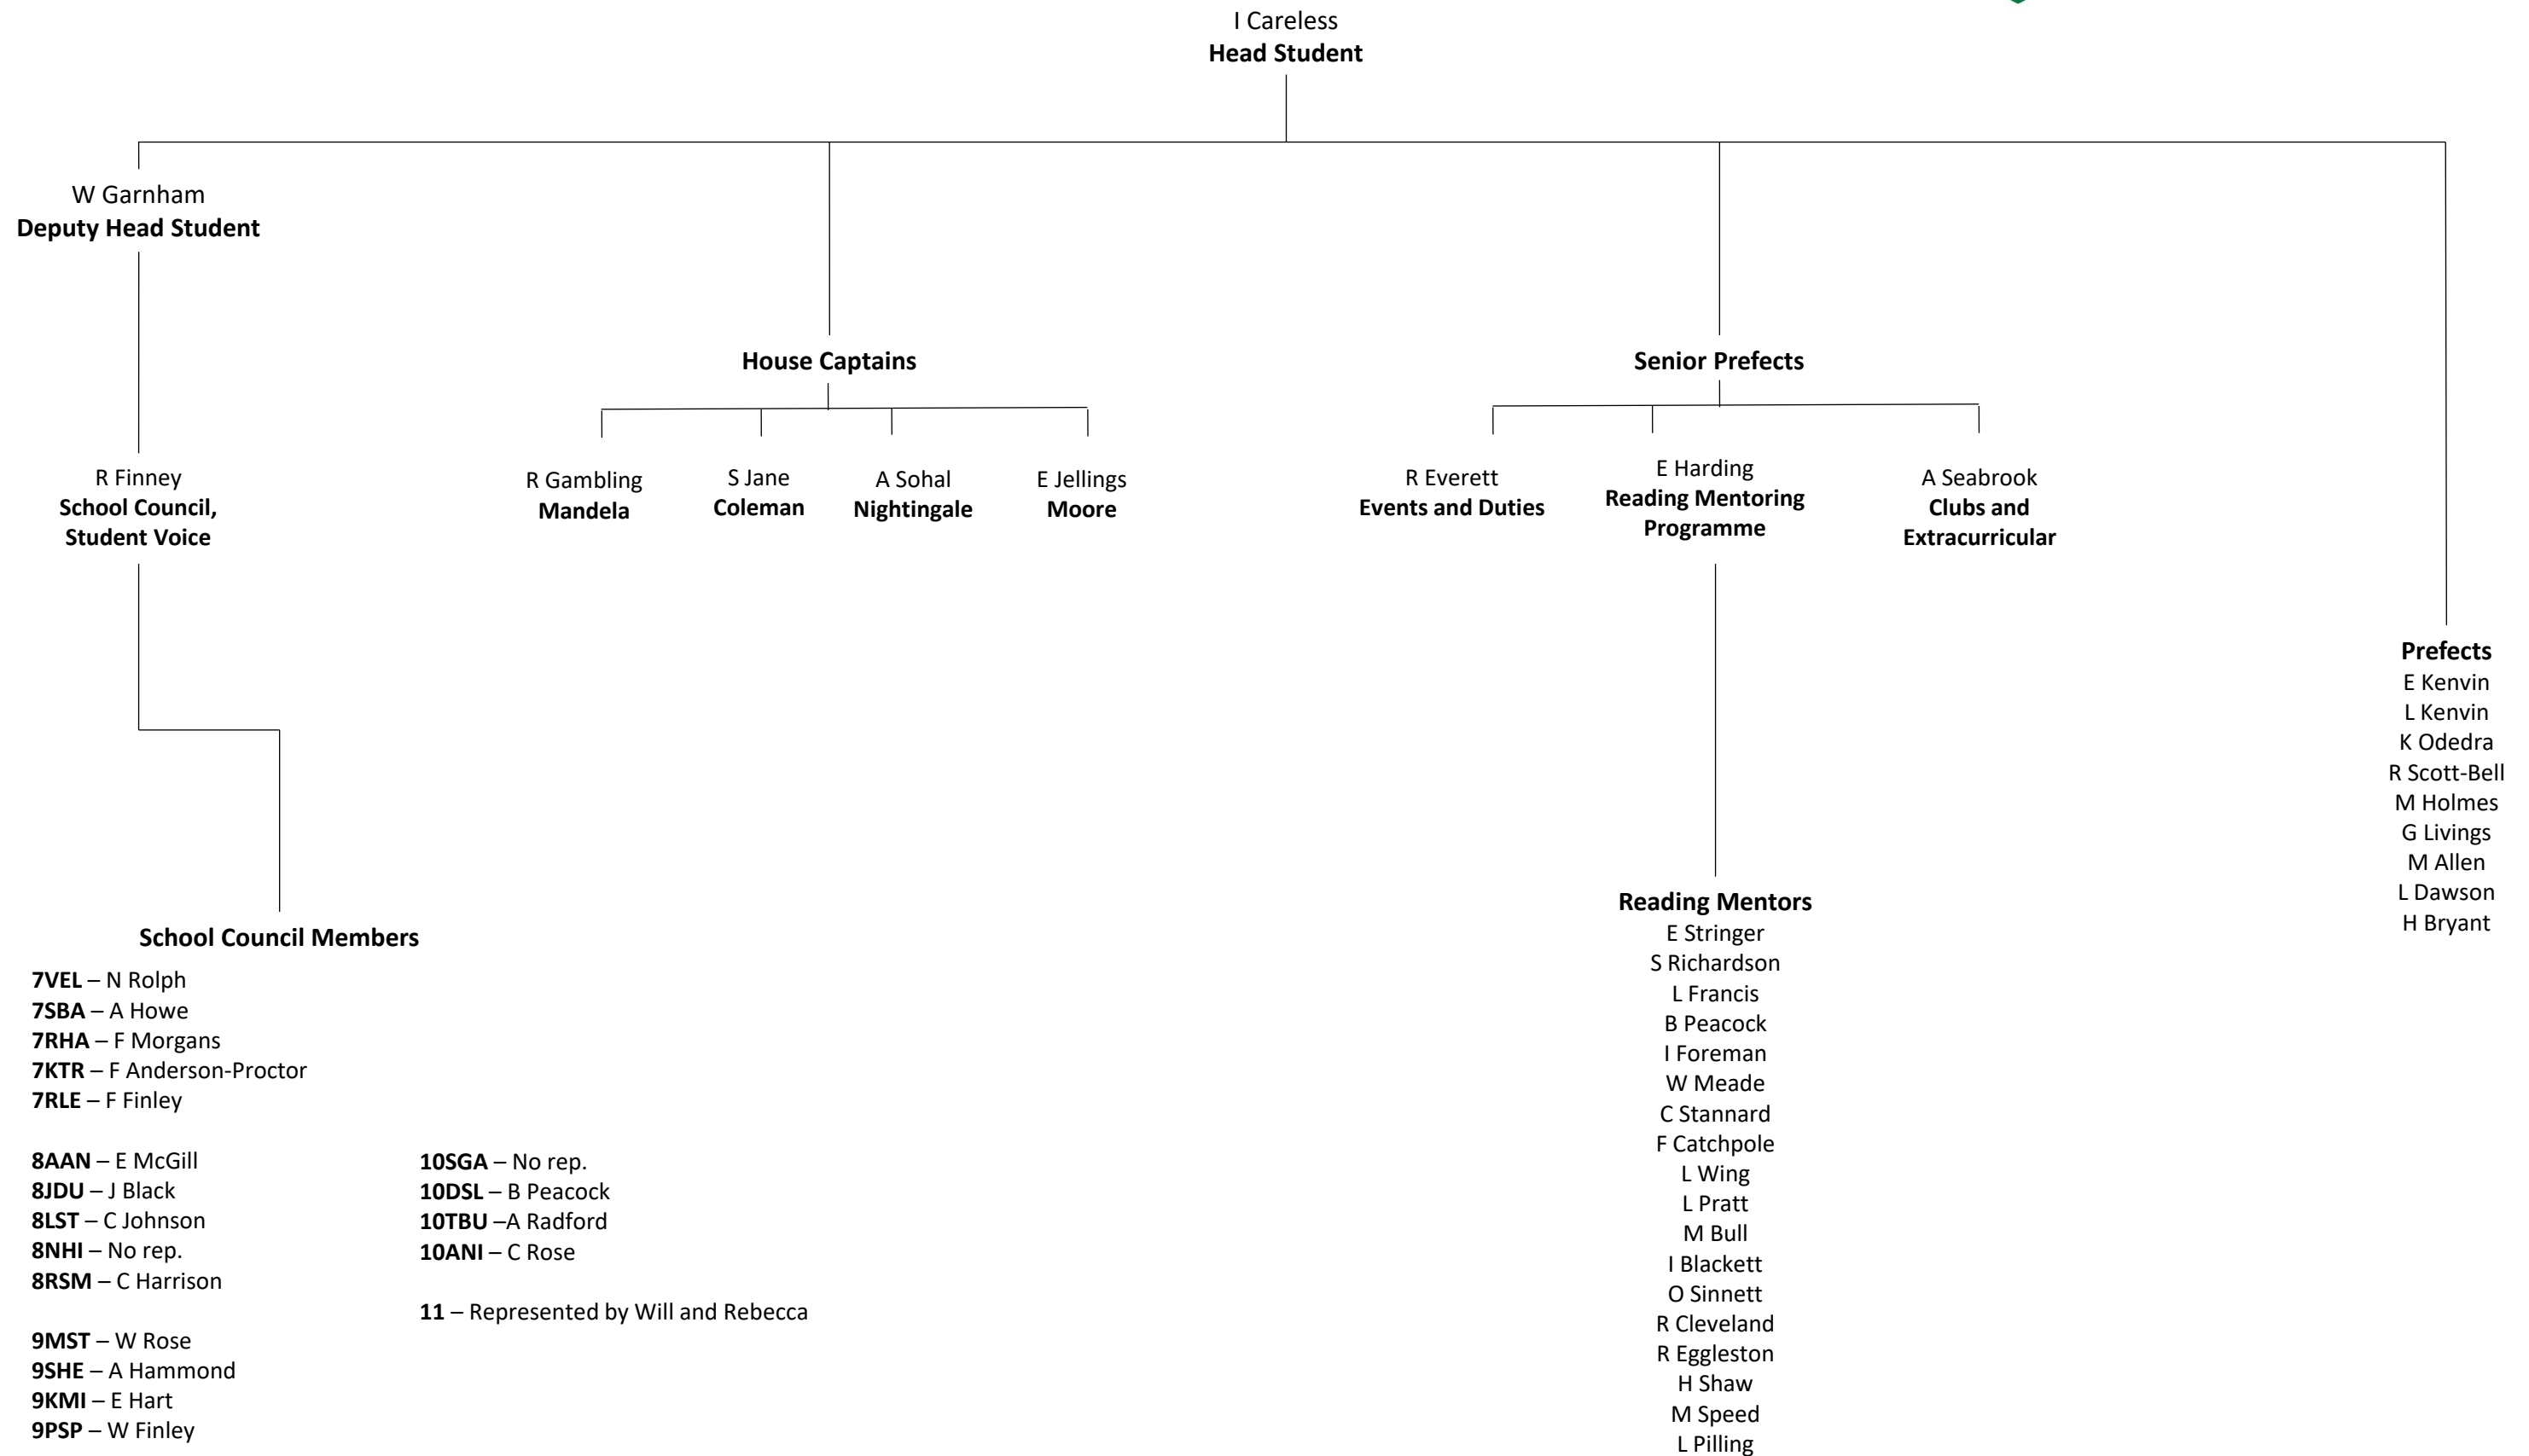 I Careless
Head Student
W Garnham
Deputy Head Student
House Captains
Senior Prefects
R Finney
School Council,
Student Voice
R Gambling
Mandela
S Jane
Coleman
A Sohal
Nightingale
E Jellings
Moore
R Everett
Events and Duties
E Harding
Reading Mentoring
Programme
A Seabrook
Clubs and
Extracurricular
Prefects
E Kenvin
L Kenvin
K Odedra
R Scott-Bell
M Holmes
G Livings
M Allen
L Dawson
H Bryant
School Council Members
7VEL – N Rolph
7SBA – A Howe
7RHA – F Morgans
7KTR – F Anderson-Proctor
7RLE – F Finley
8AAN – E McGill
8JDU – J Black
8LST – C Johnson
8NHI – No rep.
8RSM – C Harrison
9MST – W Rose
9SHE – A Hammond
9KMI – E Hart
9PSP – W Finley
10SGA – No rep.
10DSL – B Peacock
10TBU –A Radford
10ANI – C Rose
11 – Represented by Will and Rebecca
Reading Mentors
E Stringer
S Richardson
L Francis
B Peacock
I Foreman
W Meade
C Stannard
F Catchpole
L Wing
L Pratt
M Bull
I Blackett
O Sinnett
R Cleveland
R Eggleston
H Shaw
M Speed
L Pilling